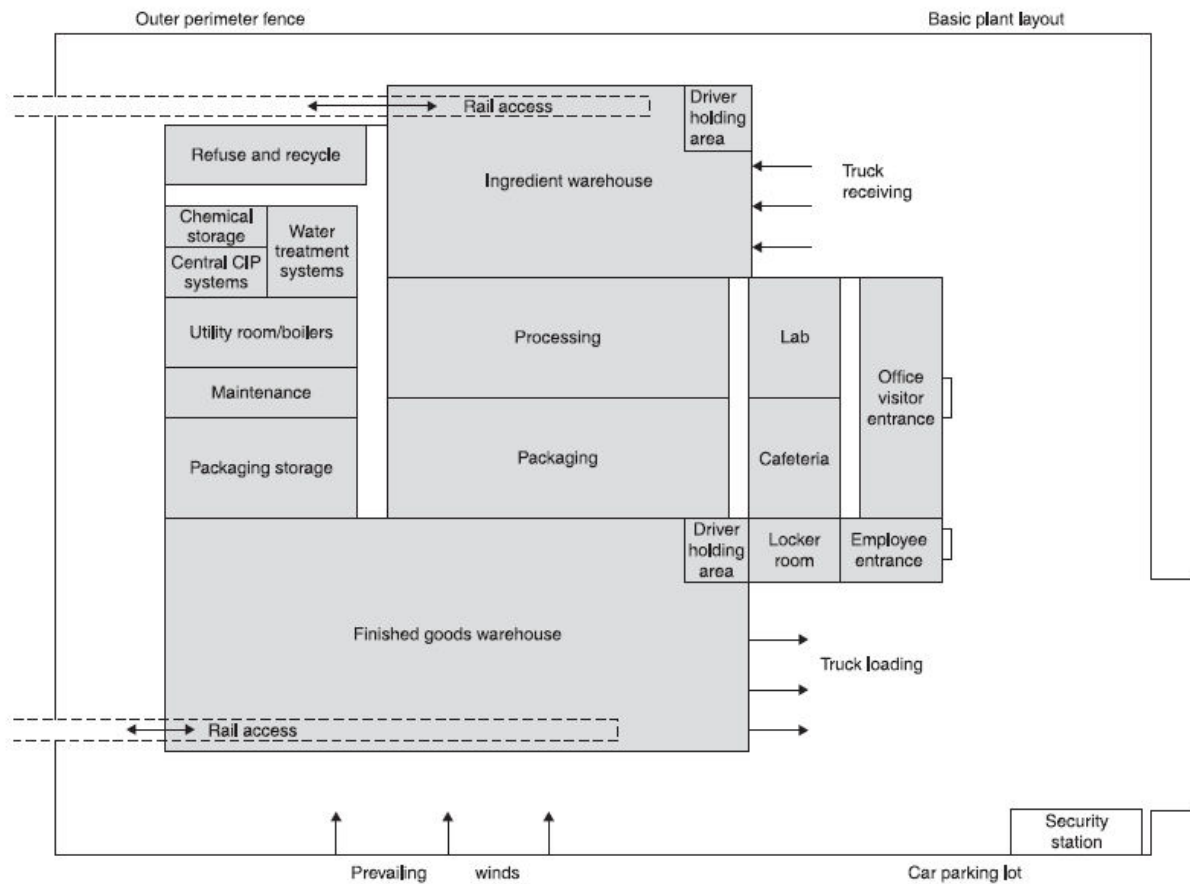 Outer perimeter fence
Basic plant layout
Rail access
Driver
holding
area
Refuse and recycle
Ingredient warehouse
Truck
receiving
Chemical
storage
Water
treatment
systems
Central CIP
systems
Utility room/boilers
Processing
Lab
Maintenance
Office
visitor
entrance
Packaging storage
Packaging
Cafeteria
Driver
holding
area
Locker
room
Employee
entrance
Finished goods warehouse
Truck loading
Rail access
Security
station
Prevailing winds
Car parking lot